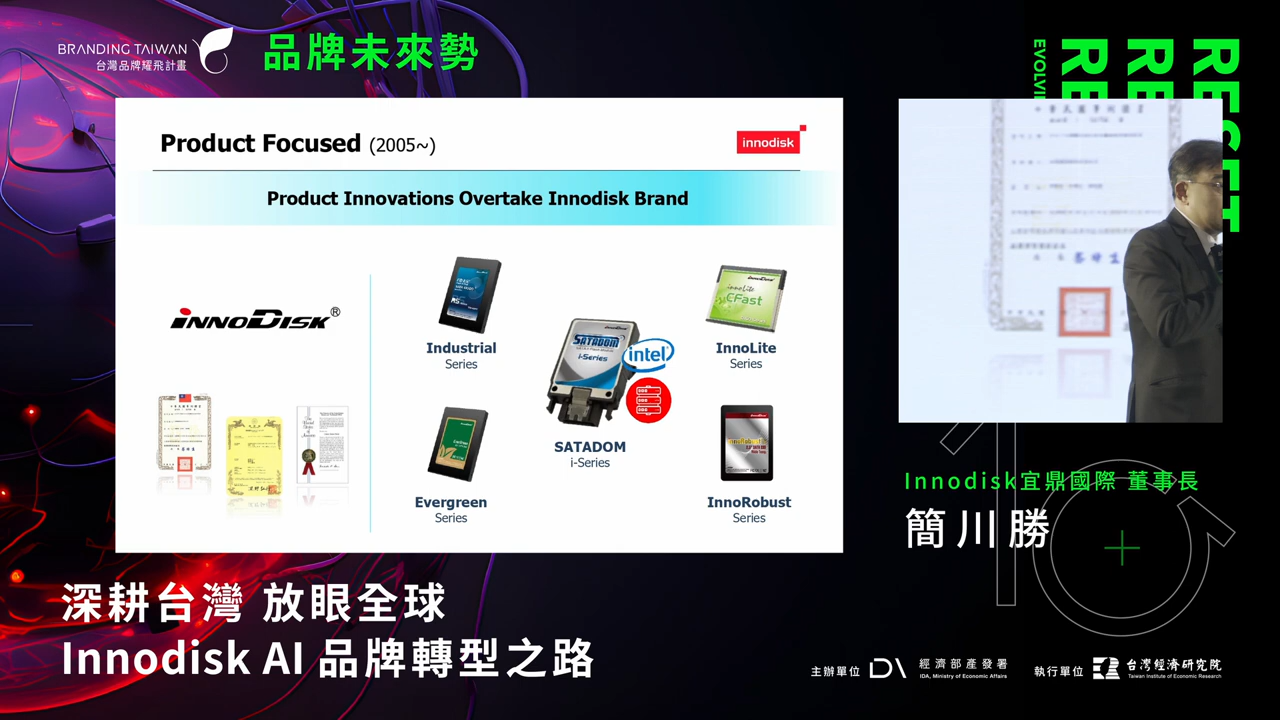 BRANDING TAIWAN
台灣品牌耀飛計畫
品牌未來勢
Product Focused (2005~)
innodisk
Product Innovations Overtake Innodisk Brand
INNODISK®
Industrial
Series
SATADOM
i-Series
intel
SATADOM
i-Series
InnoLite
CFast
InnoLite
Series
Evergreen
Series
InnoRobust
Series
RESET
Innodisk宜鼎國際 董事長
簡川勝
深耕台灣 放眼全球
Innodisk AI 品牌轉型之路
主辦單位
經濟部產發署
IDA, Ministry of Economic Affairs
執行單位
台灣經濟研究院
Taiwan Institute of Economic Research